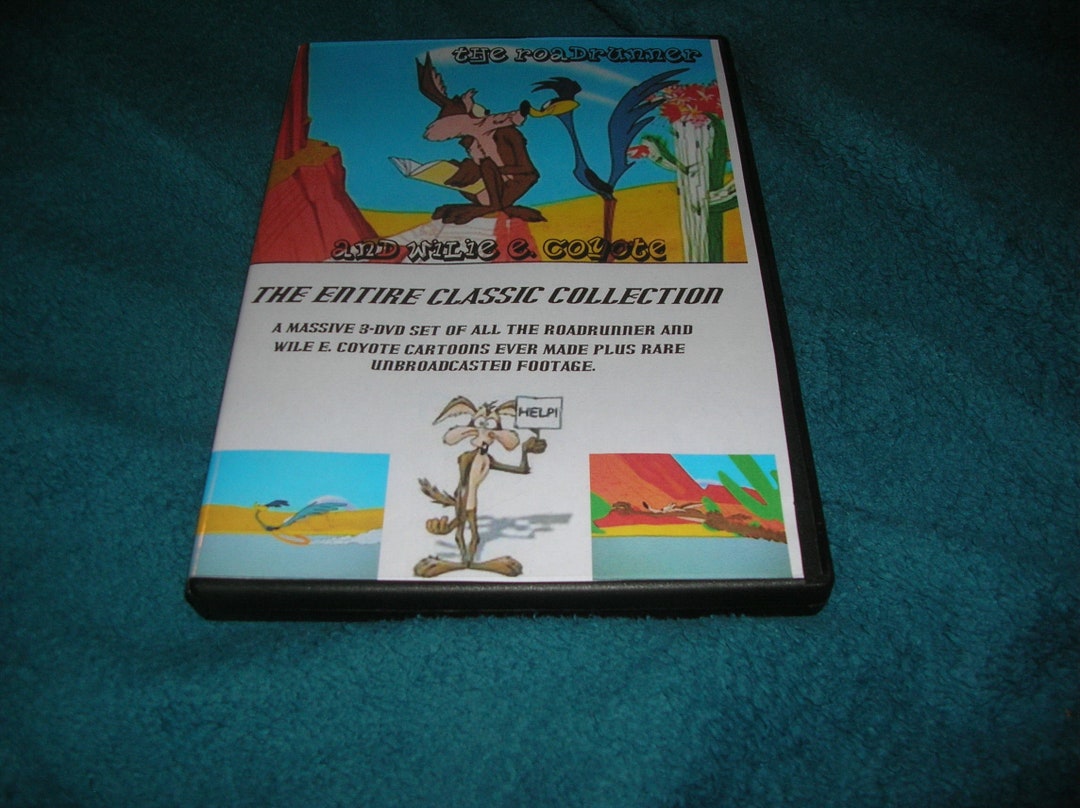 tHe roaDrunner
anD WiLie e. Coyote
THE ENTIRE CLASSIC COLLECTION
A MASSIVE 3-DVD SET OF ALL THE ROADRUNNER AND
WILE E. COYOTE CARTOONS EVER MADE PLUS RARE
UNBROADCASTED FOOTAGE.
HELP!